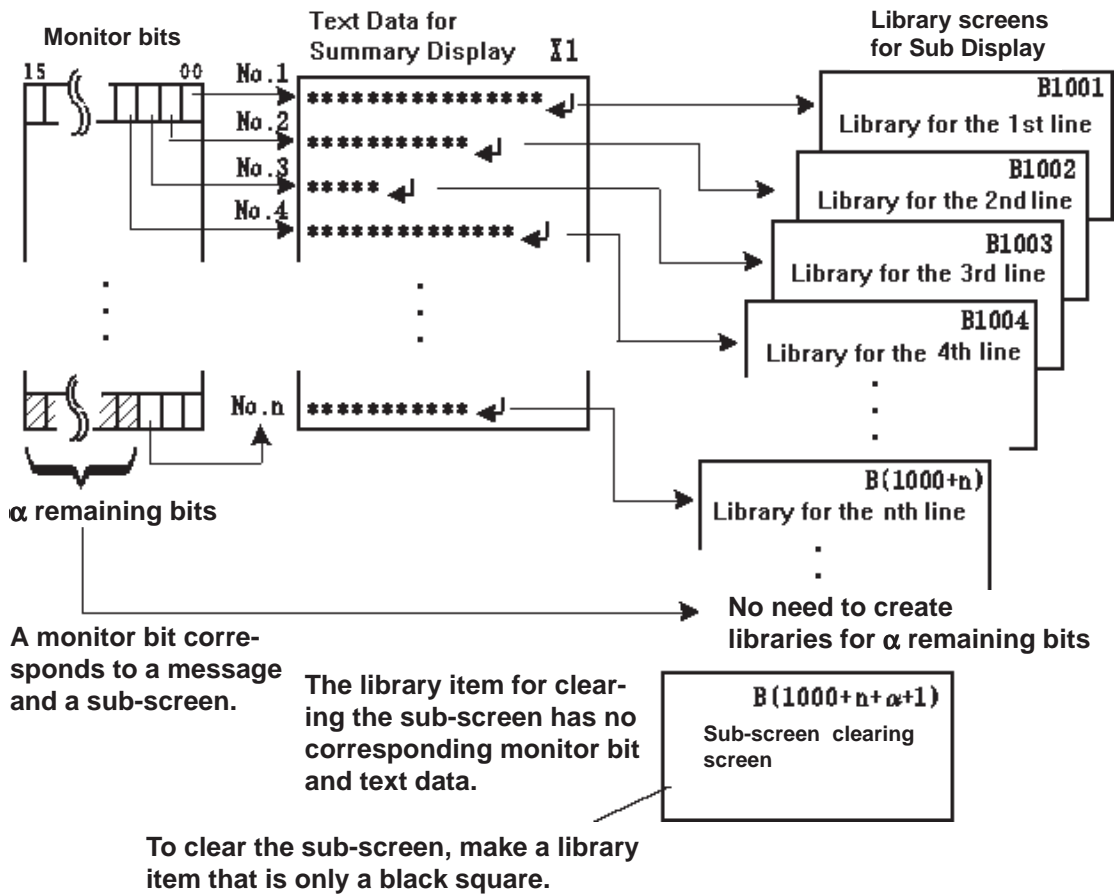 Monitor bits
15 00
Text Data for
Summary Display X1
No.1 ***************
No.2 ***********
No.3 *****
No.4 **************
No.n ***********
Library screens
for Sub Display
B1001
Library for the 1st line
B1002
Library for the 2nd line
B1003
Library for the 3rd line
B1004
Library for the 4th line
B(1000+n)
Library for the nth line
α remaining bits
No need to create
libraries for α remaining bits
A monitor bit corre-
sponds to a message
and a sub-screen.
The library item for clear-
ing the sub-screen has no
corresponding monitor bit
and text data.
B(1000+n+α+1)
Sub-screen clearing
screen
To clear the sub-screen, make a library
item that is only a black square.